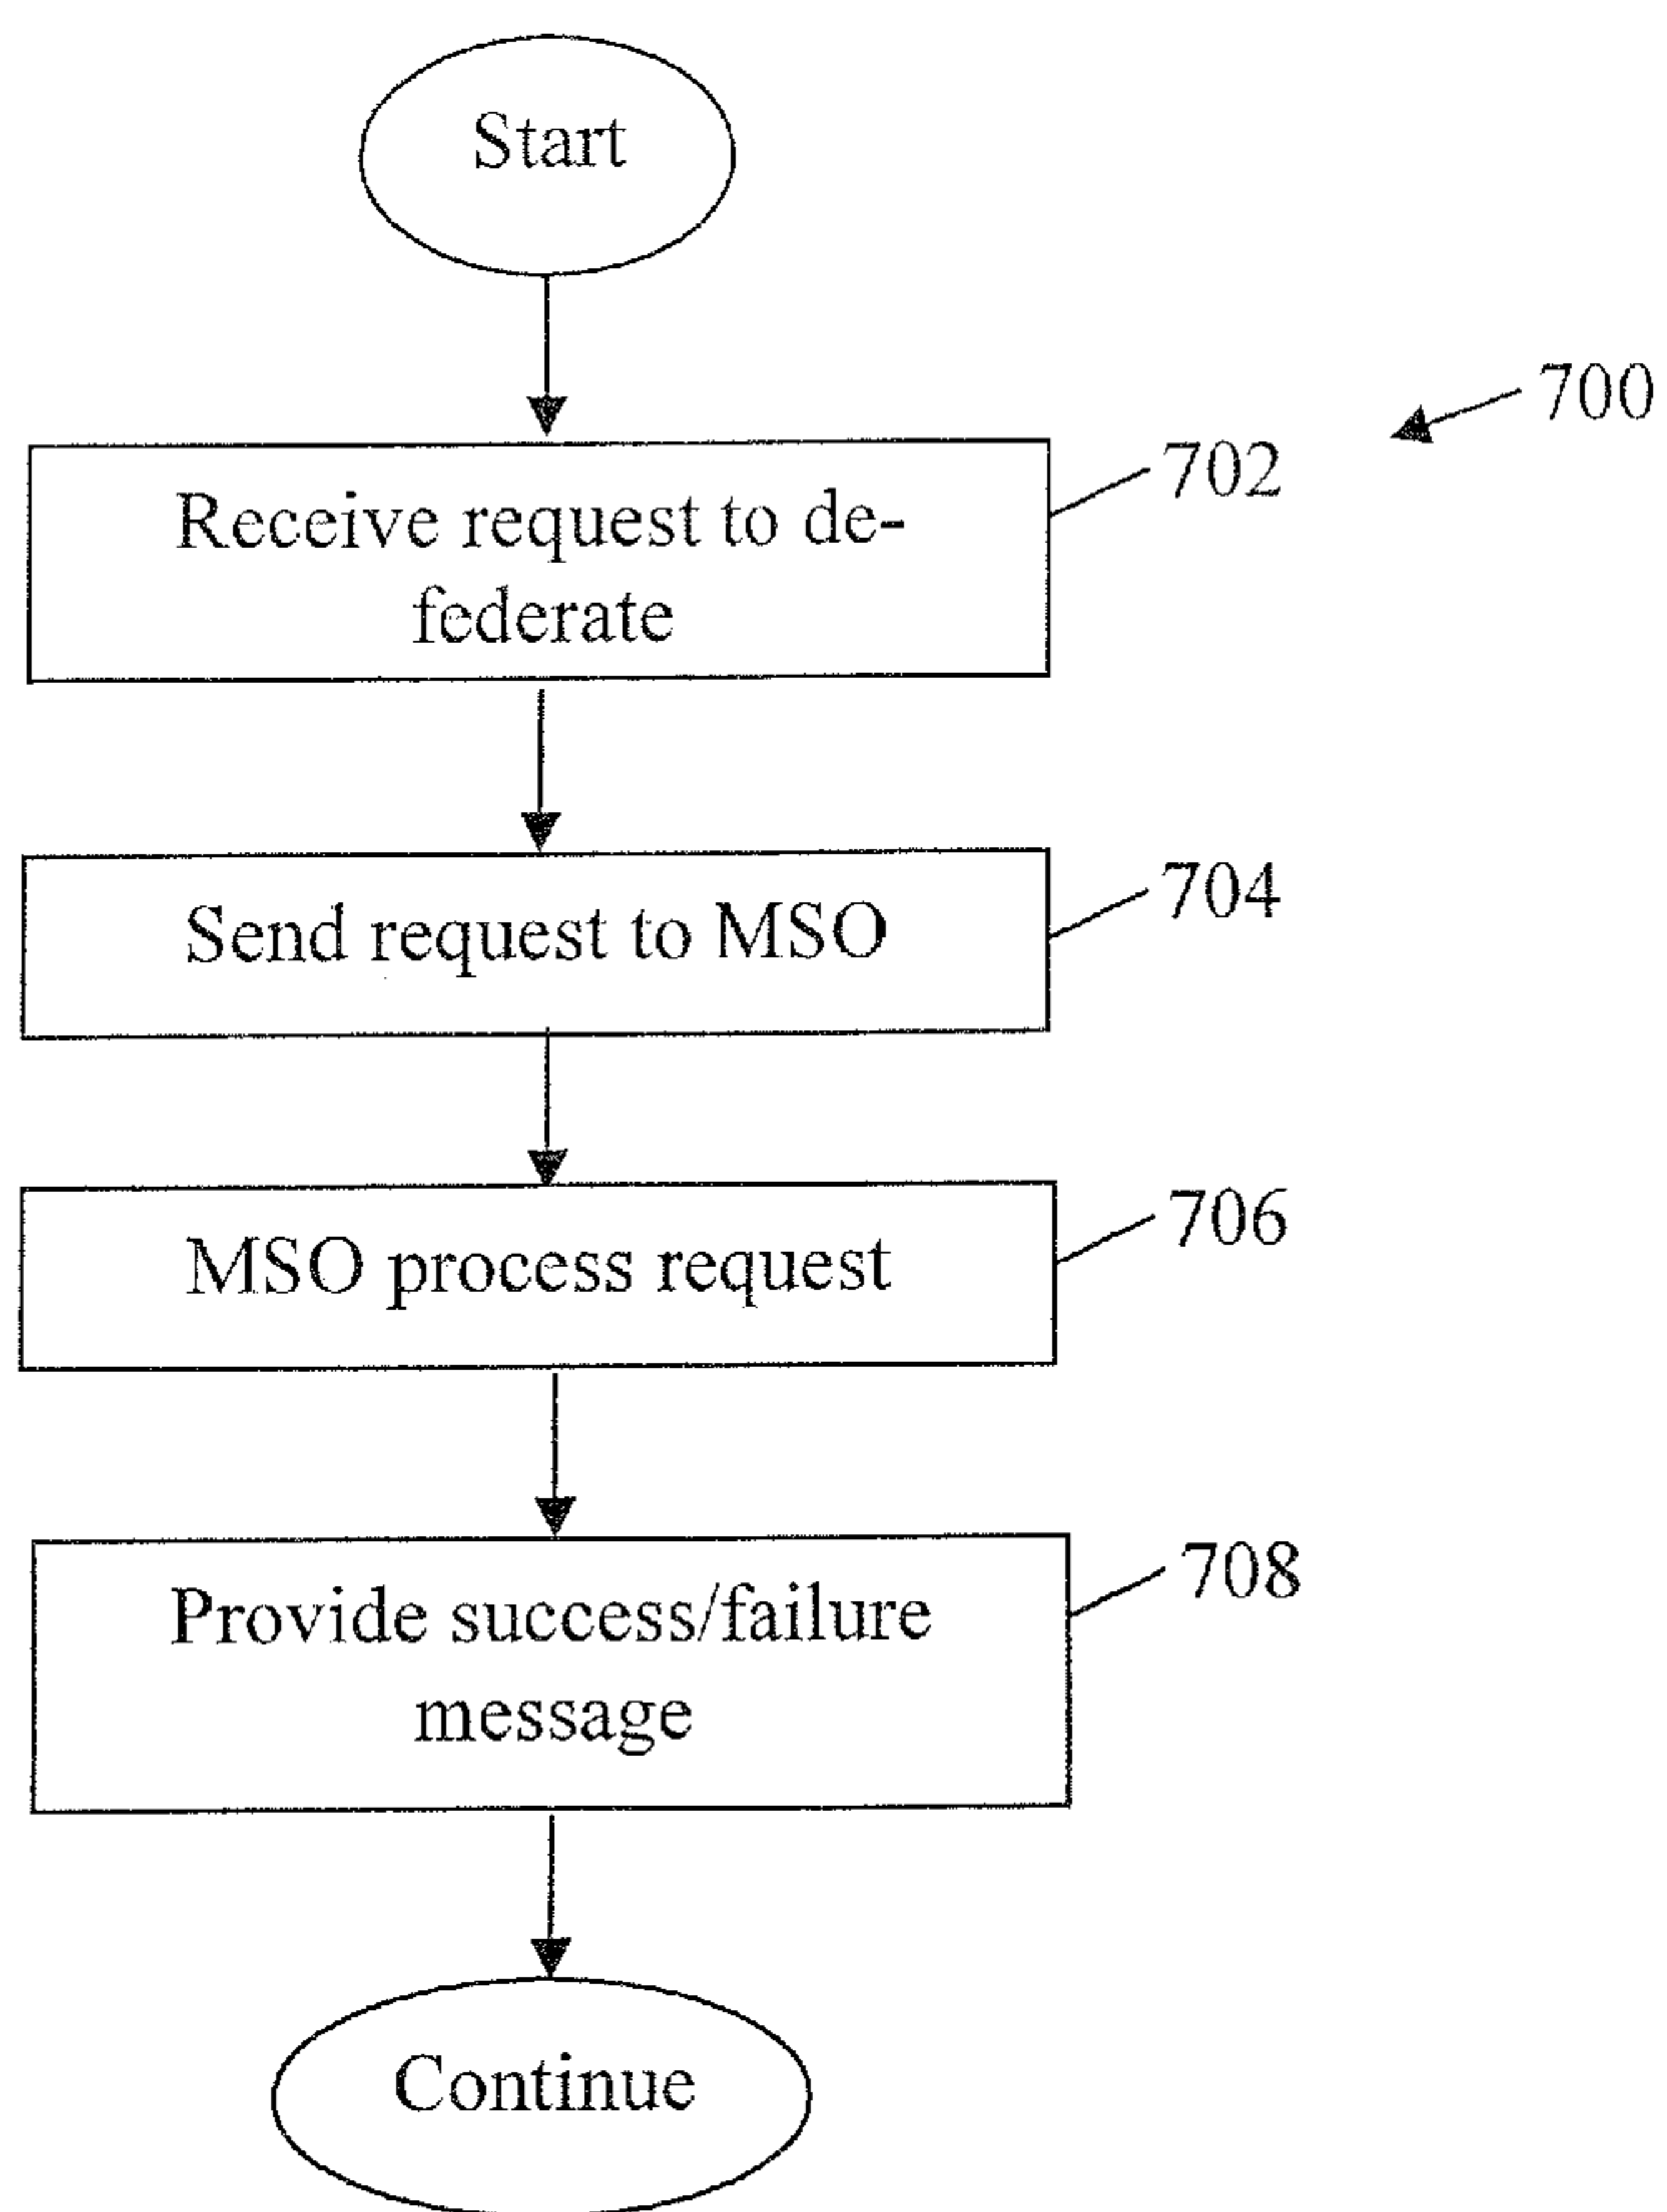 Start
700
702
Receive request to de-
federate
704
Send request to MSO
706
MSO process request
708
Provide success/failure
message
Continue